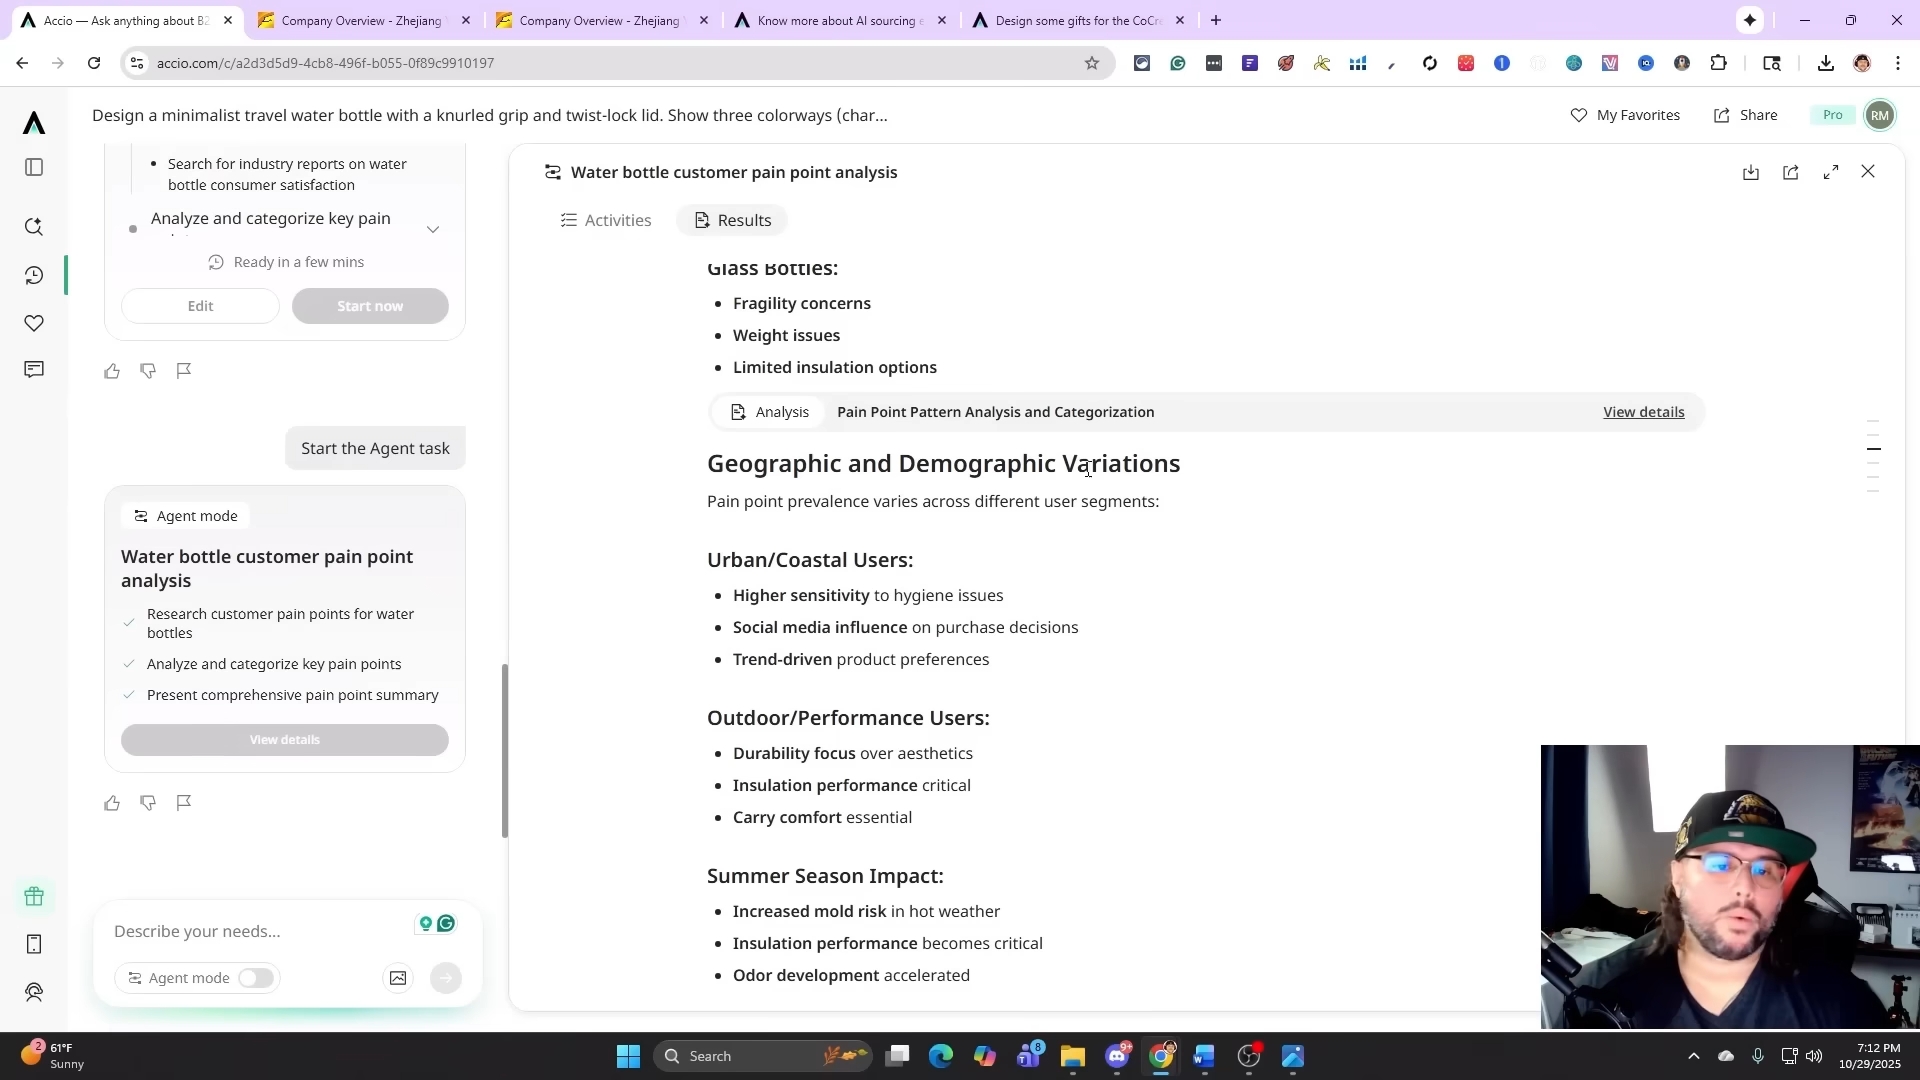 Accio — Ask anything about B2
Company Overview - Zhejiang
Company Overview - Zhejiang
Know more about AI sourcing e
Design some gifts for the CoCre
accio.com/c/a2d3d5d9-4cb8-496f-b055-0f89c9910197
Design a minimalist travel water bottle with a knurled grip and twist-lock lid. Show three colorways (char...
My Favorites
Share
Pro
RM
Search for industry reports on water
bottle consumer satisfaction
Analyze and categorize key pain
Ready in a few mins
Edit
Start now
Start the Agent task
Agent mode
Water bottle customer pain point
analysis
Research customer pain points for water
bottles
Analyze and categorize key pain points
Present comprehensive pain point summary
View details
Describe your needs...
Agent mode
Water bottle customer pain point analysis
Activities
Results
Glass Bottles:
• Fragility concerns
• Weight issues
• Limited insulation options
Analysis
Pain Point Pattern Analysis and Categorization
View details
Geographic and Demographic Variations
Pain point prevalence varies across different user segments:
Urban/Coastal Users:
• Higher sensitivity to hygiene issues
• Social media influence on purchase decisions
• Trend-driven product preferences
Outdoor/Performance Users:
• Durability focus over aesthetics
• Insulation performance critical
• Carry comfort essential
Summer Season Impact:
• Increased mold risk in hot weather
• Insulation performance becomes critical
• Odor development accelerated
2
61°F
Sunny
Search
8
9+
7:12 PM
10/29/2025